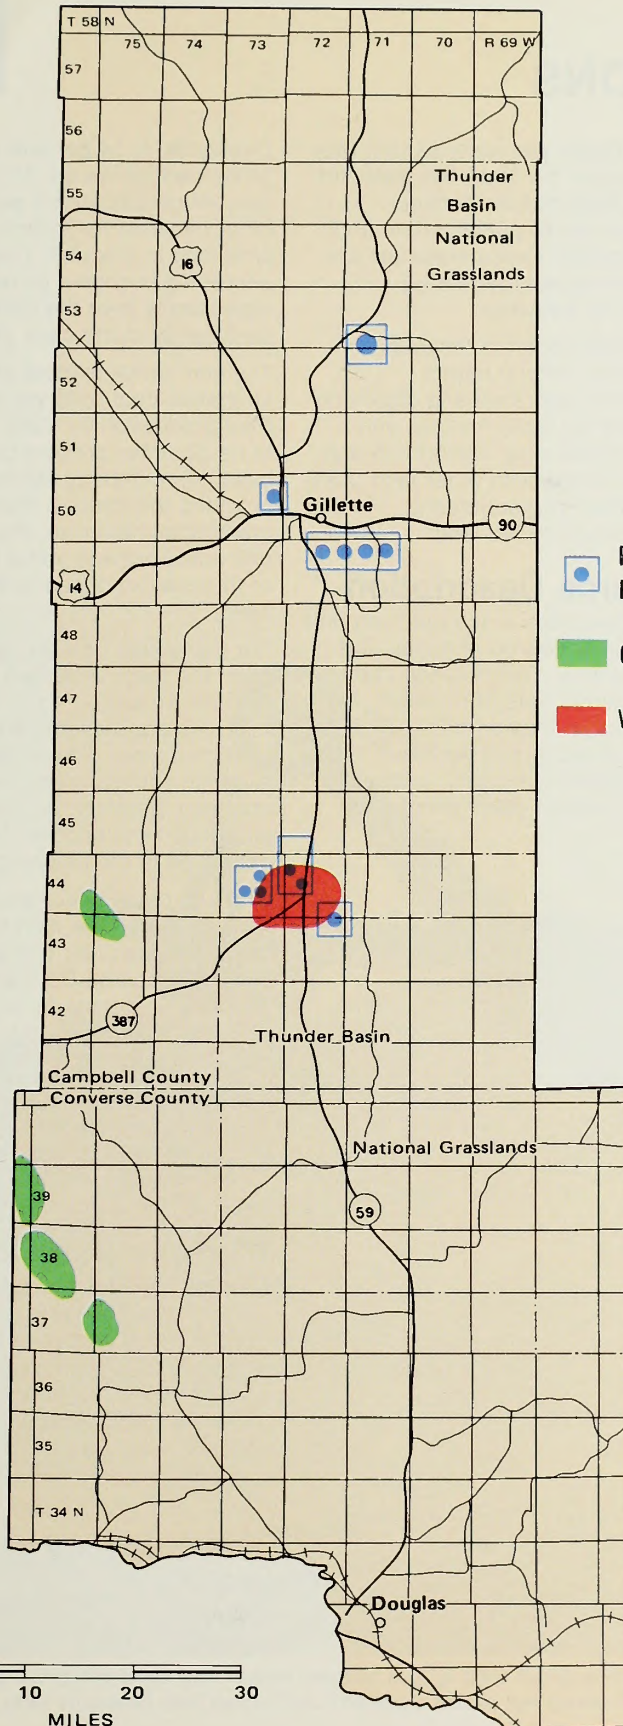 ONS
T 58 N
75 74 73 72 71 70 R 69 W
57
56
55
Thunder
Basin
National
Grasslands
54
16
53
52
51
50
Gillette
90
14
48
47
46
45
44
43
42
387
Thunder Basin
Campbell County
Converse County
National Grasslands
39
59
38
37
36
35
T 34 N
Douglas
10 20 30
MILES